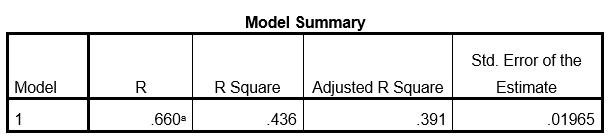 Model Summary
Model R R Square Adjusted R Square Std. Error of the Estimate
1 .660ᵃ .436 .391 .01965